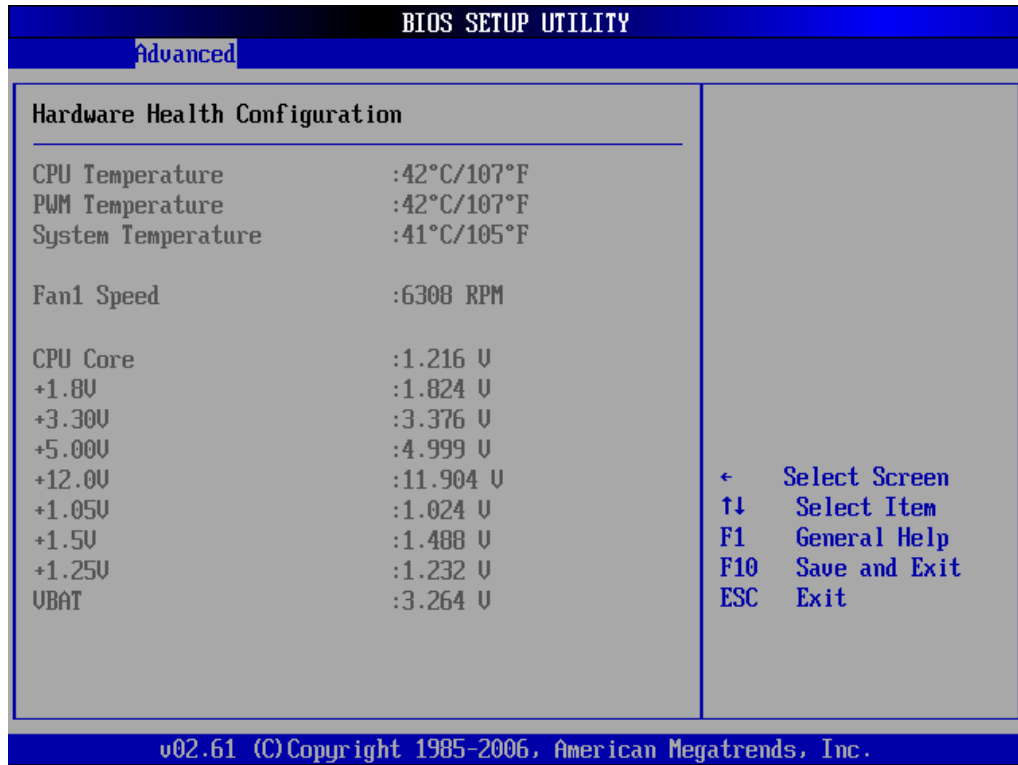 BIOS SETUP UTILITY
Advanced
Hardware Health Configuration
CPU Temperature :42°C/107°F
PWM Temperature :42°C/107°F
System Temperature :41°C/105°F
Fan1 Speed :6308 RPM
CPU Core :1.216 V
+1.8V :1.824 V
+3.30V :3.376 V
+5.00V :4.999 V
+12.0V :11.904 V
+1.05V :1.024 V
+1.5V :1.488 V
+1.25V :1.232 V
VBAT :3.264 V
← Select Screen
↑↓ Select Item
F1 General Help
F10 Save and Exit
ESC Exit
v02.61 (C)Copyright 1985-2006, American Megatrends, Inc.